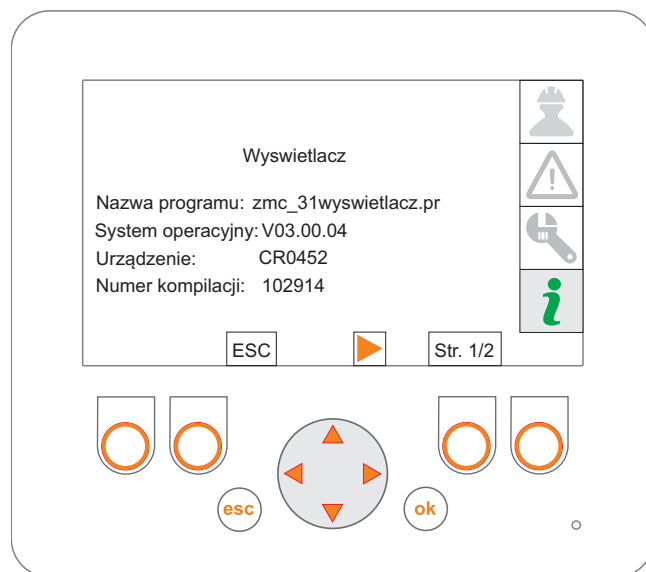 Wyswietlacz
Nazwa programu: zmc_31wyswietlacz.pr
System operacyjny: V03.00.04
Urządzenie: CR0452
Numer kompilacji: 102914
ESC
Str. 1/2
esc
ok